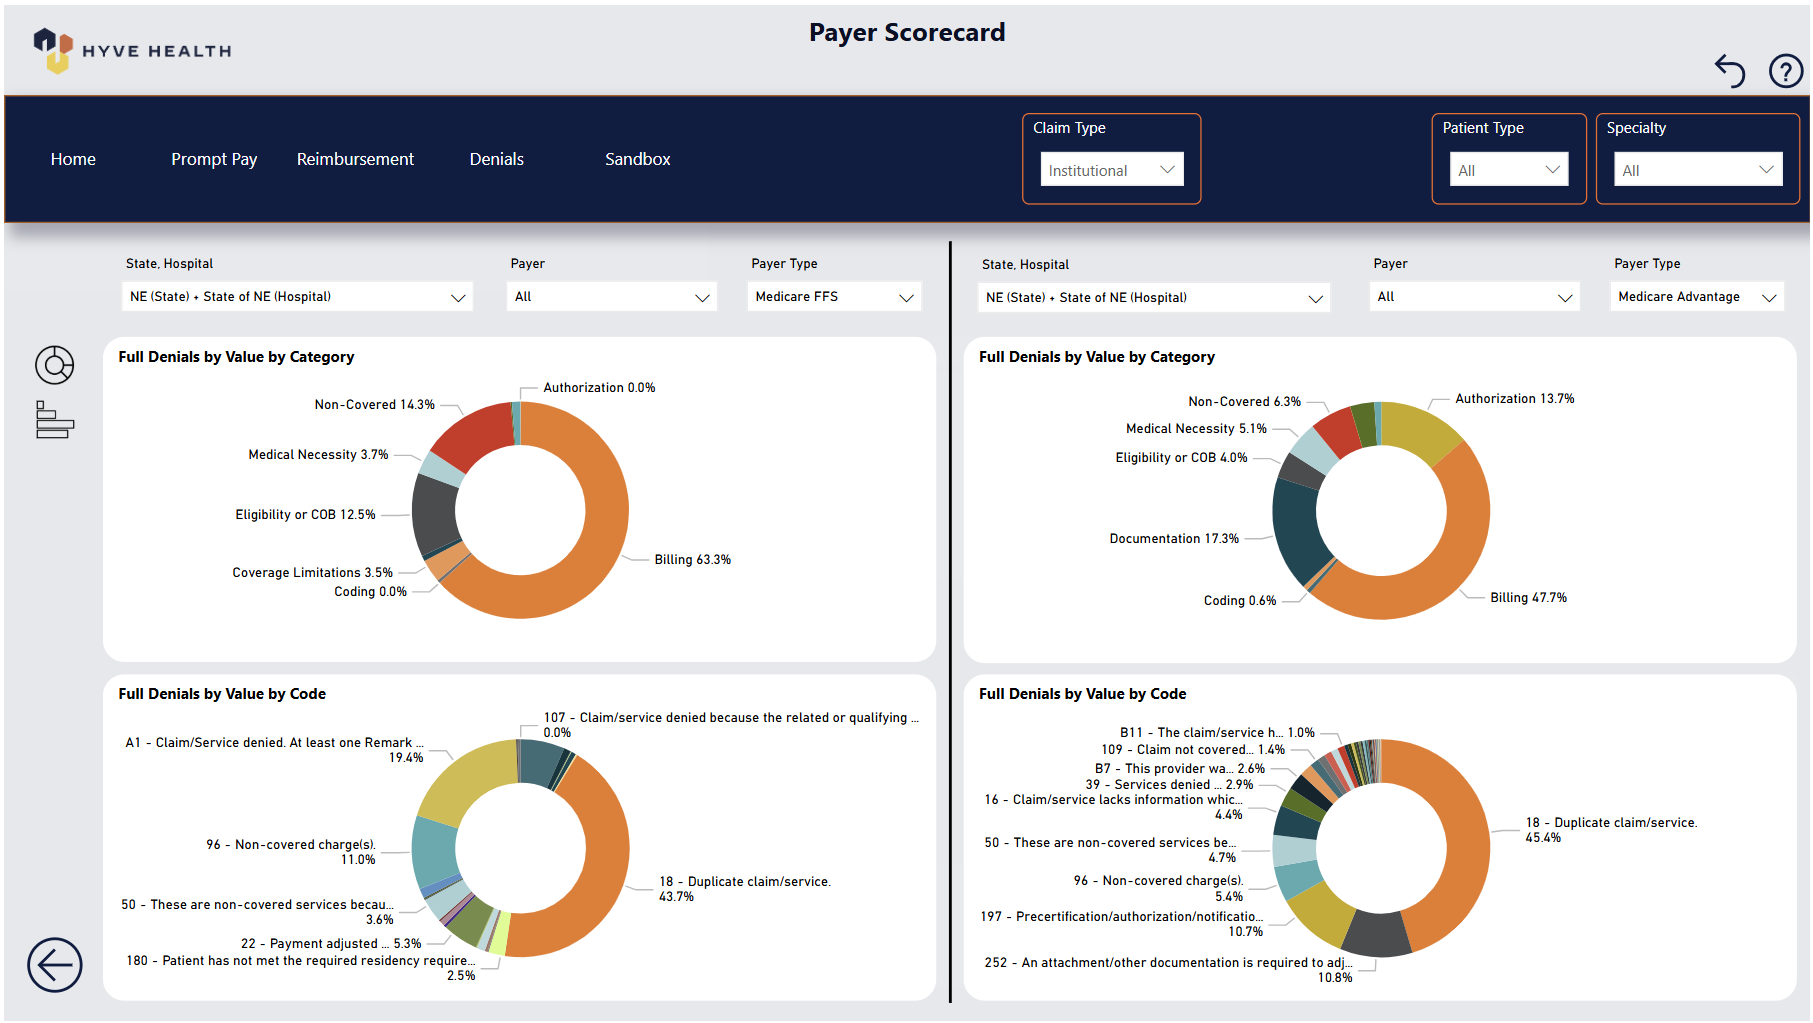 HYVE HEALTH
Payer Scorecard
?
Home
Prompt Pay
Reimbursement
Denials
Sandbox
Claim Type
Institutional
Patient Type
All
Specialty
All
State, Hospital
NE (State) + State of NE (Hospital)
Payer
All
Payer Type
Medicare FFS
Full Denials by Value by Category
Authorization 0.0%
Non-Covered 14.3%
Medical Necessity 3.7%
Eligibility or COB 12.5%
Billing 63.3%
Coverage Limitations 3.5%
Coding 0.0%
Full Denials by Value by Code
107 - Claim/service denied because the related or qualifying ...
0.0%
A1 - Claim/Service denied. At least one Remark ...
19.4%
96 - Non-covered charge(s).
11.0%
18 - Duplicate claim/service.
43.7%
50 - These are non-covered services becau...
3.6%
22 - Payment adjusted ... 5.3%
180 - Patient has not met the required residency require...
2.5%
State, Hospital
NE (State) + State of NE (Hospital)
Payer
All
Payer Type
Medicare Advantage
Full Denials by Value by Category
Authorization 13.7%
Non-Covered 6.3%
Medical Necessity 5.1%
Eligibility or COB 4.0%
Documentation 17.3%
Billing 47.7%
Coding 0.6%
Full Denials by Value by Code
B11 - The claim/service h... 1.0%
109 - Claim not covered... 1.4%
B7 - This provider wa... 2.6%
39 - Services denied ... 2.9%
16 - Claim/service lacks information whic...
4.4%
18 - Duplicate claim/service.
45.4%
50 - These are non-covered services be...
4.7%
96 - Non-covered charge(s).
5.4%
197 - Precertification/authorization/notificatio...
10.7%
252 - An attachment/other documentation is required to adj...
10.8%